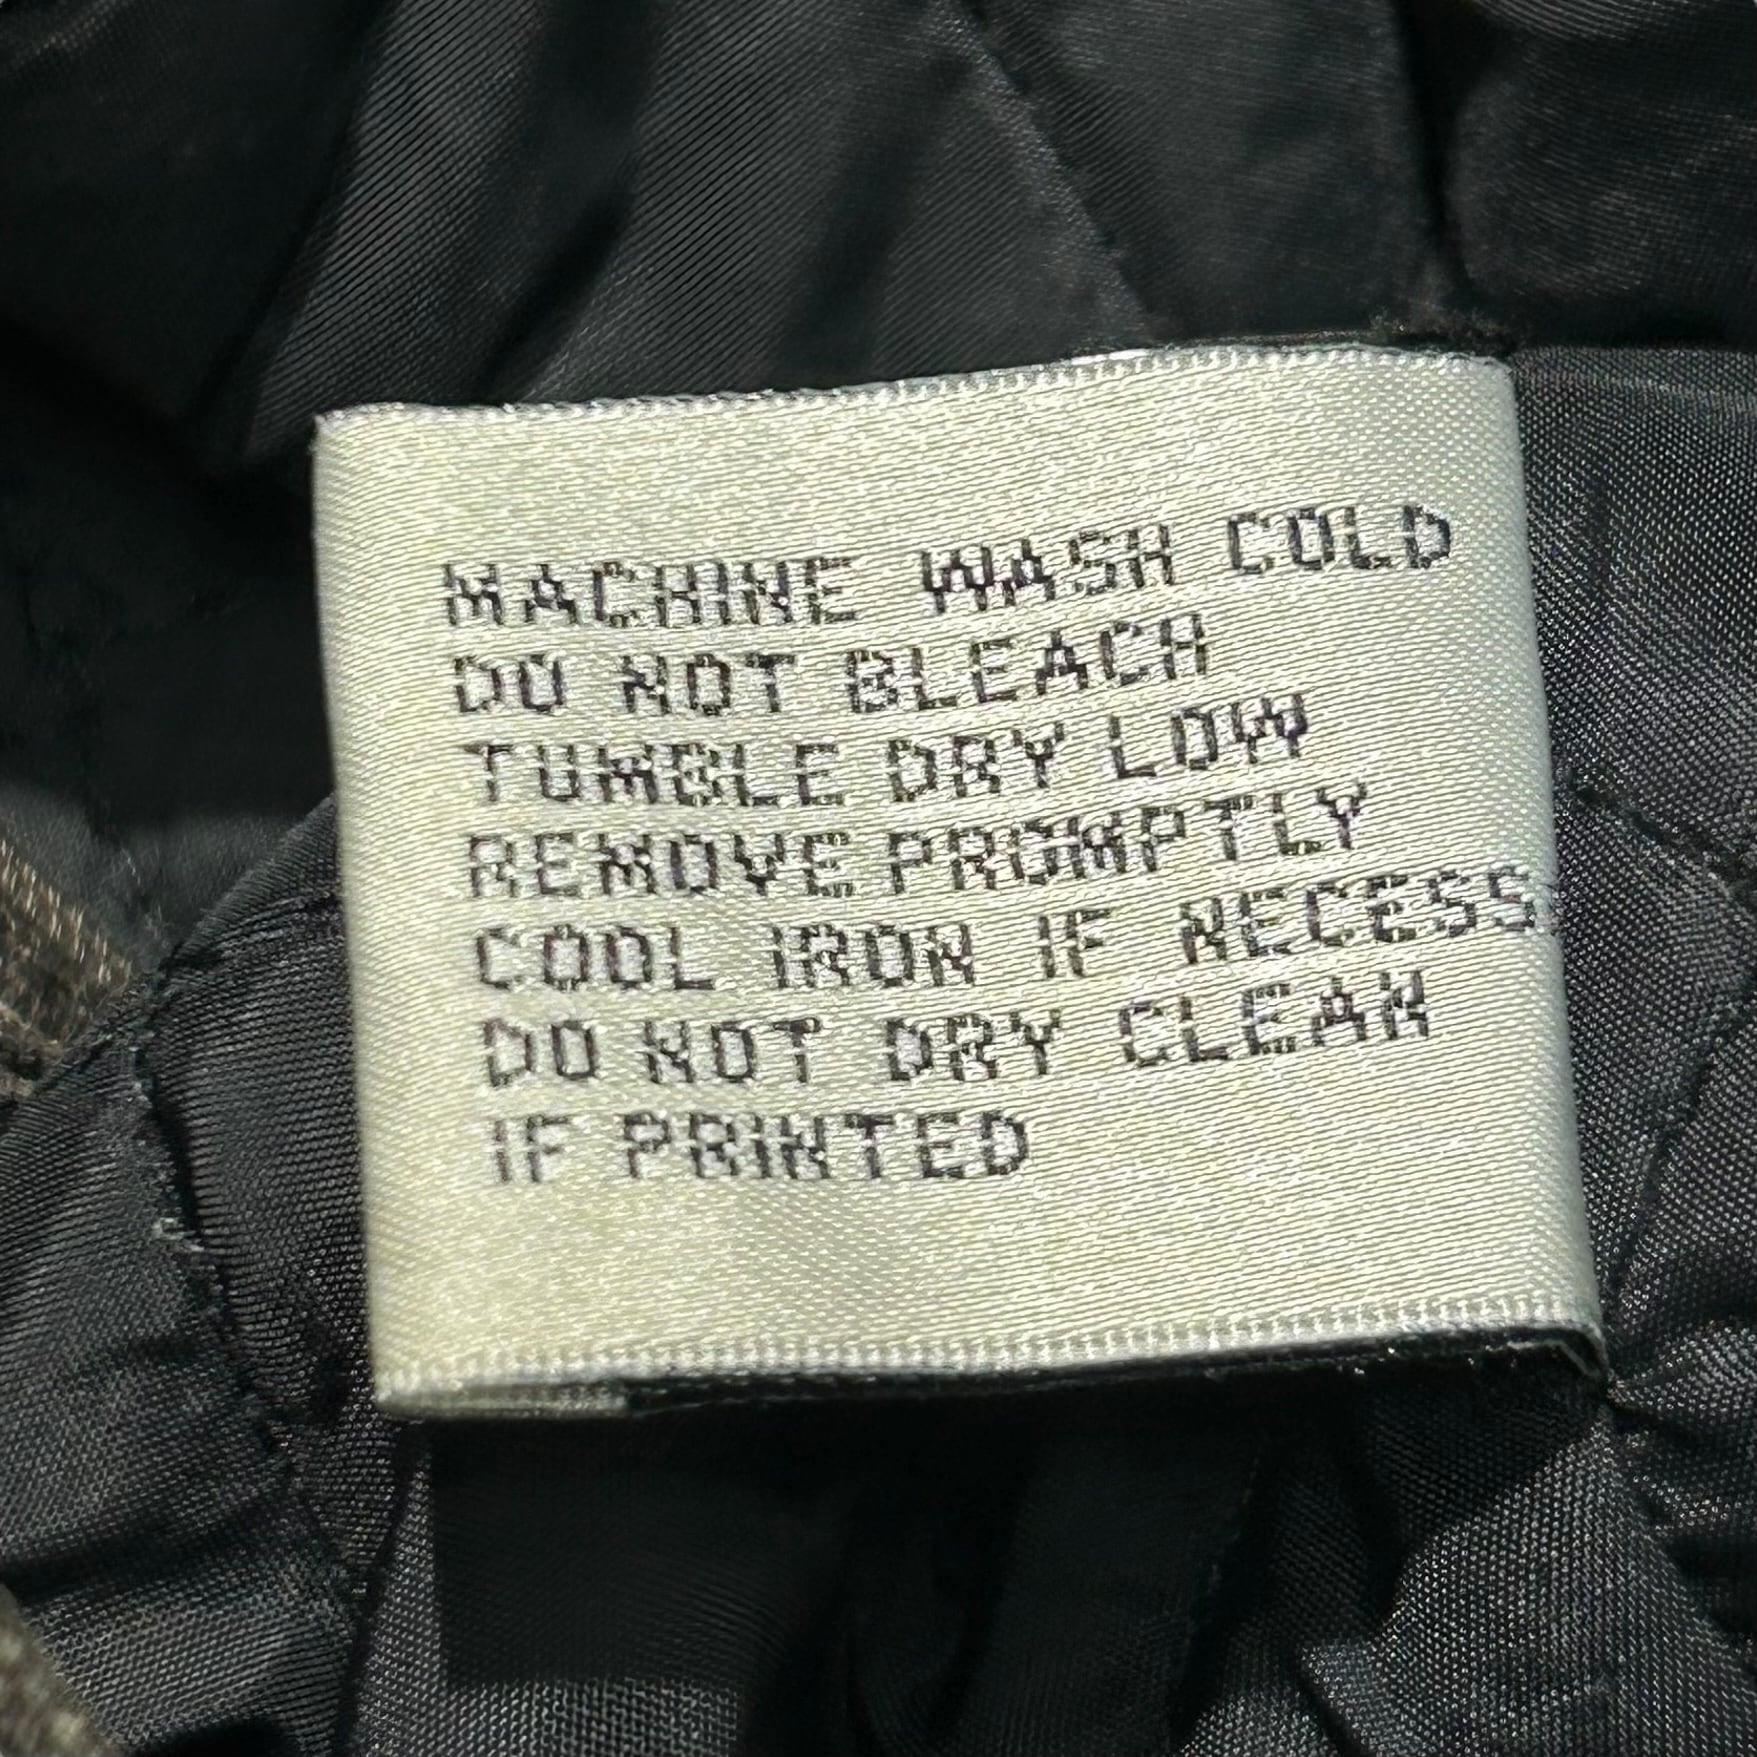 MACHINE WASH COLD
DO NOT BLEACH
TUMBLE DRY LOW
REMOVE PROMPTLY
COOL IRON IF NECESS
DO NOT DRY CLEAN
IF PRINTED